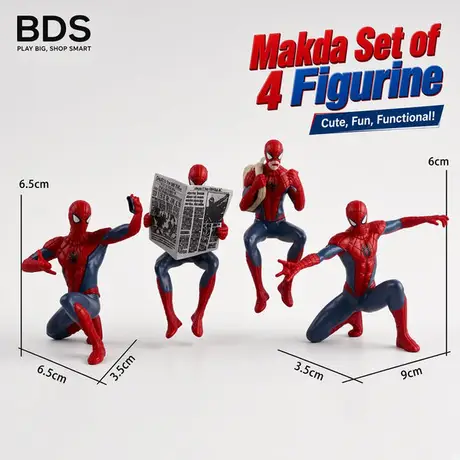 BDS
PLAY BIG, SHOP SMART
Makda Set of
4 Figurine
Cute, Fun, Functional!
6.5cm
6cm
6.5cm
3.5cm
3.5cm
9cm